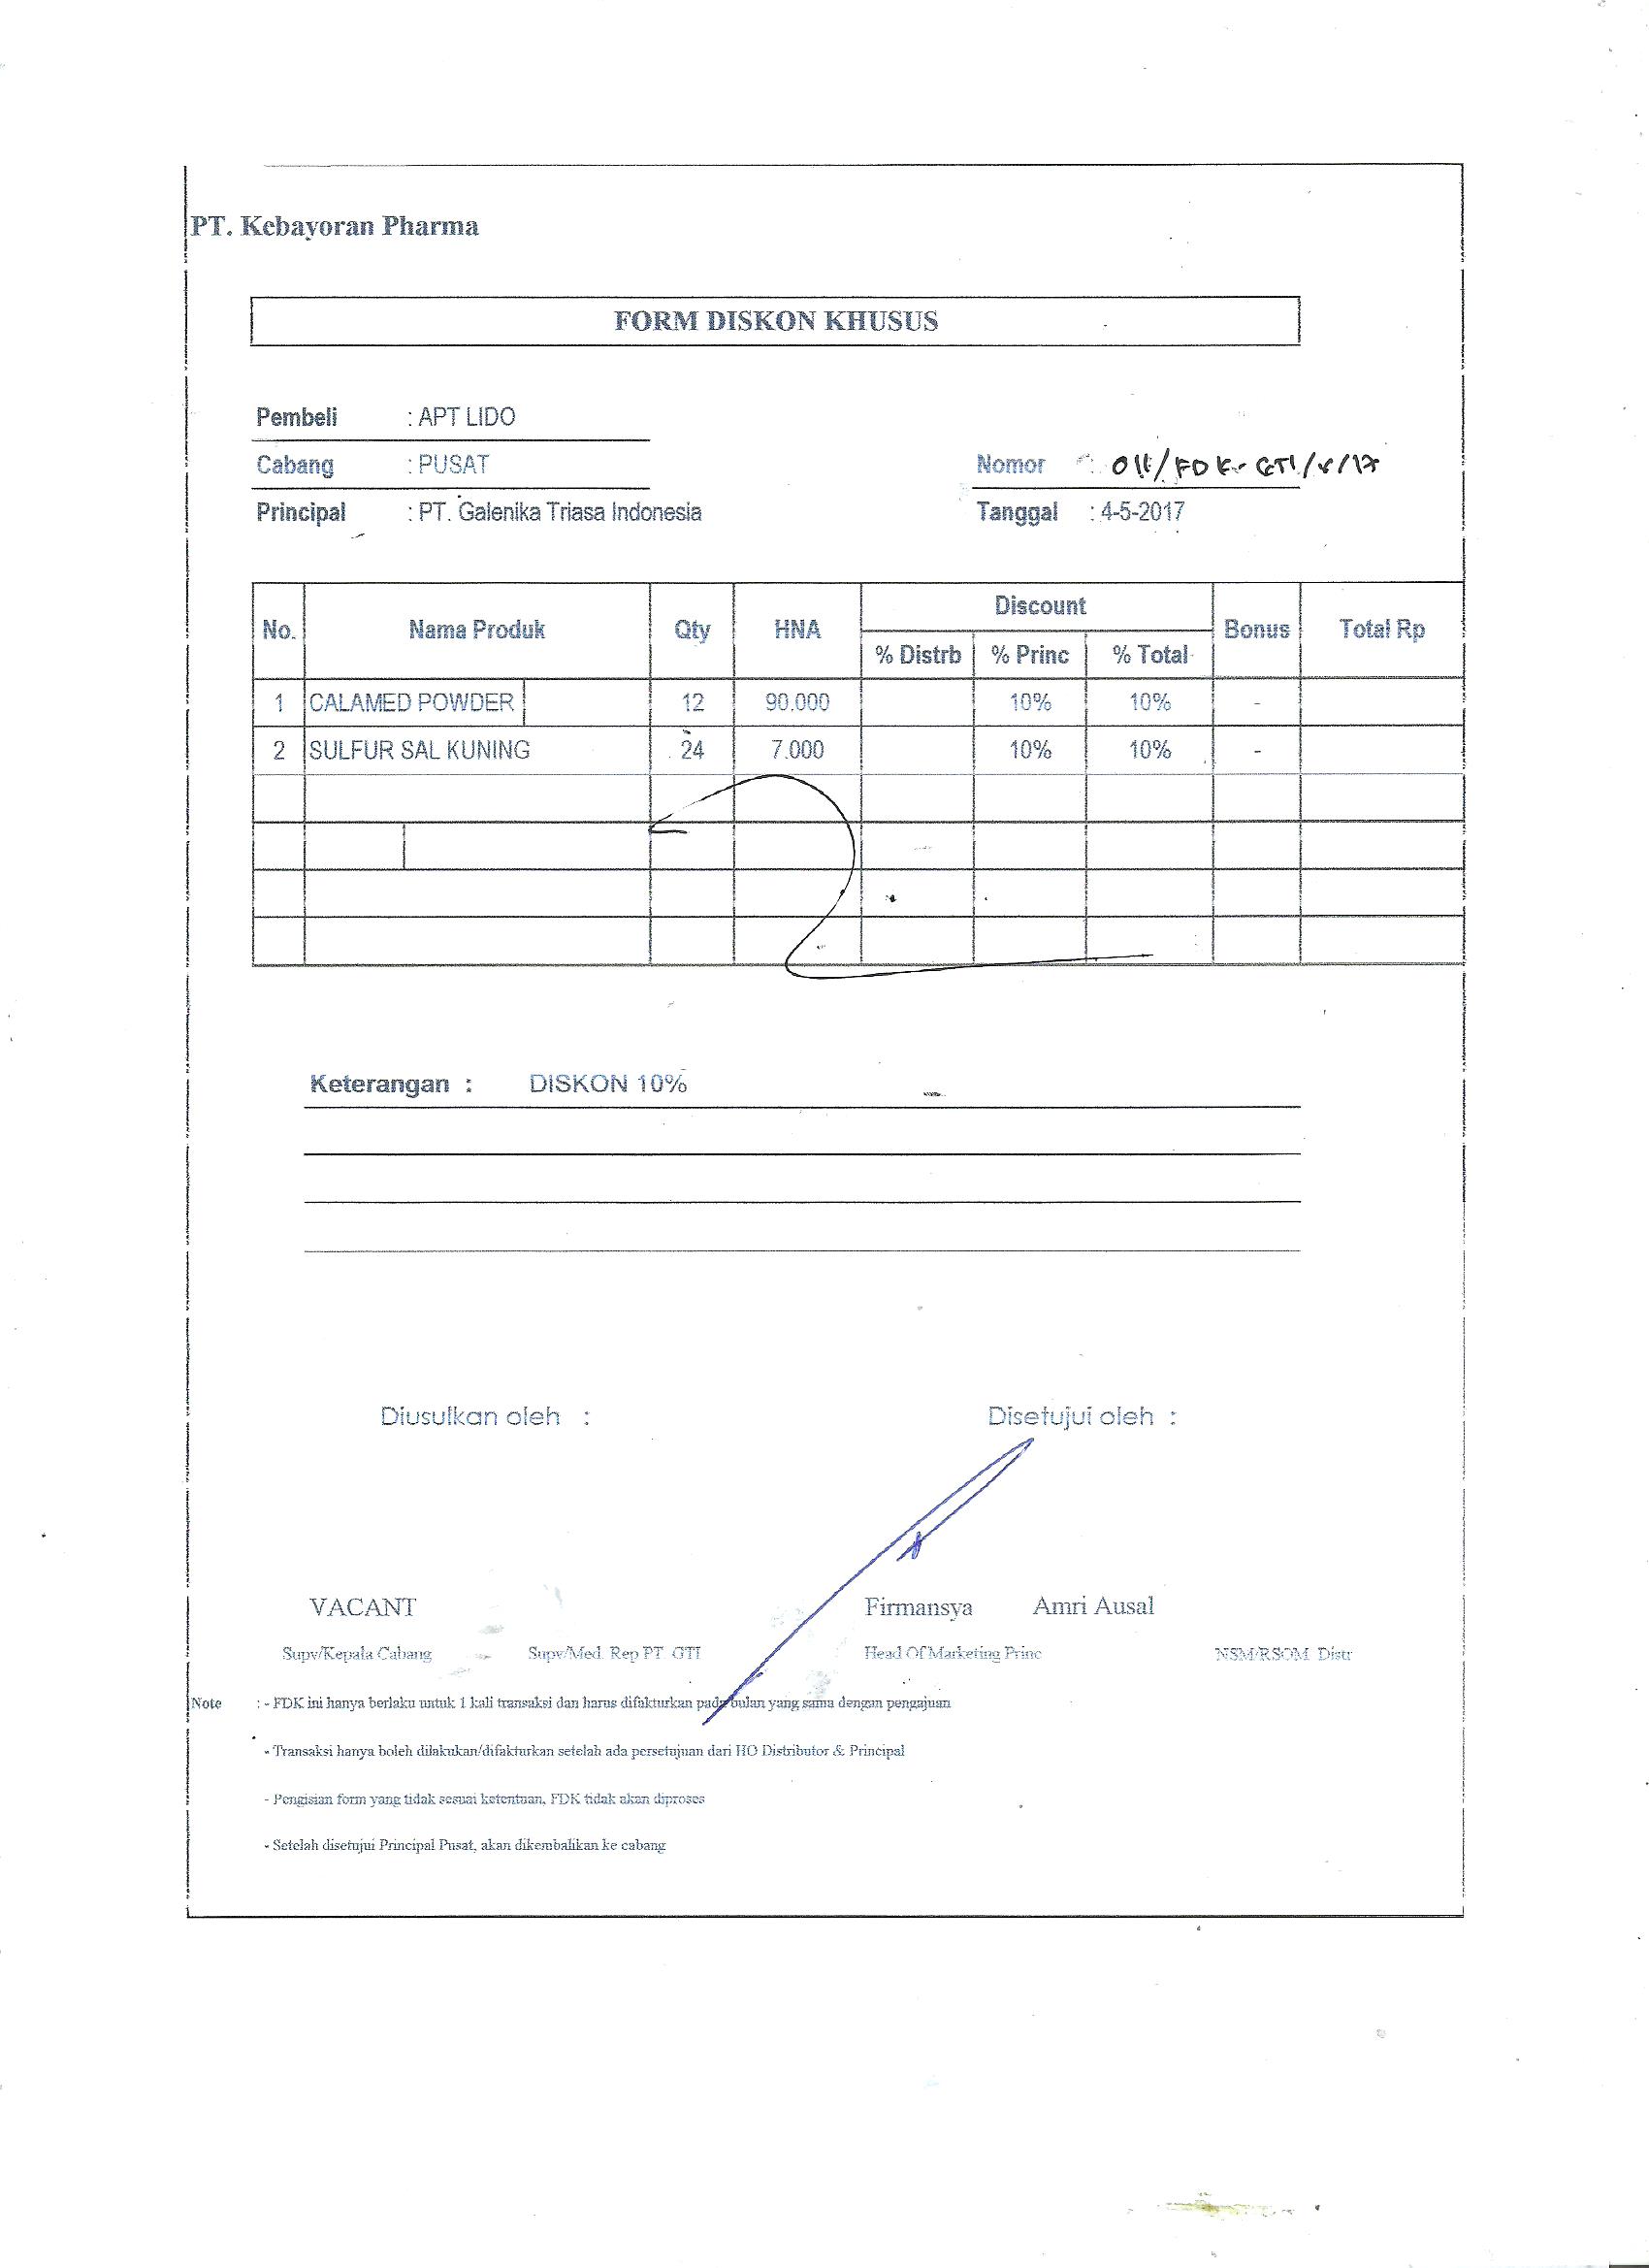 PT. Kebayoran Pharma
FORM DISKON KHUSUS
Pembeli : APT LIDO
Cabang : PUSAT
Nomor : 011/FDK-GTI/V/17
Principal : PT. Galenika Triasa Indonesia
Tanggal : 4-5-2017
No. Nama Produk Qty HNA Discount Bonus Total Rp
% Distrb % Princ % Total
1 CALAMED POWDER 12 90.000 10% 10% -
2 SULFUR SAL KUNING 24 7.000 10% 10% -
Keterangan : DISKON 10%
Diusulkan oleh : Disetujui oleh :
VACANT Firmansya Amri Ausal
Supv/Kepala Cabang Supv/Med. Rep PT GTI Head Of Marketing Princ NSM/RSOM Distr
Note : - FDK ini hanya berlaku untuk 1 kali transaksi dan harus difakturkan pada bulan yang sama dengan pengajuan
- Transaksi hanya boleh dilakukan/difakturkan setelah ada persetujuan dari HO Distributor & Principal
- Pengisian form yang tidak sesuai ketentuan, FDK tidak akan diproses
- Setelah disetujui Principal Pusat, akan dikembalikan ke cabang